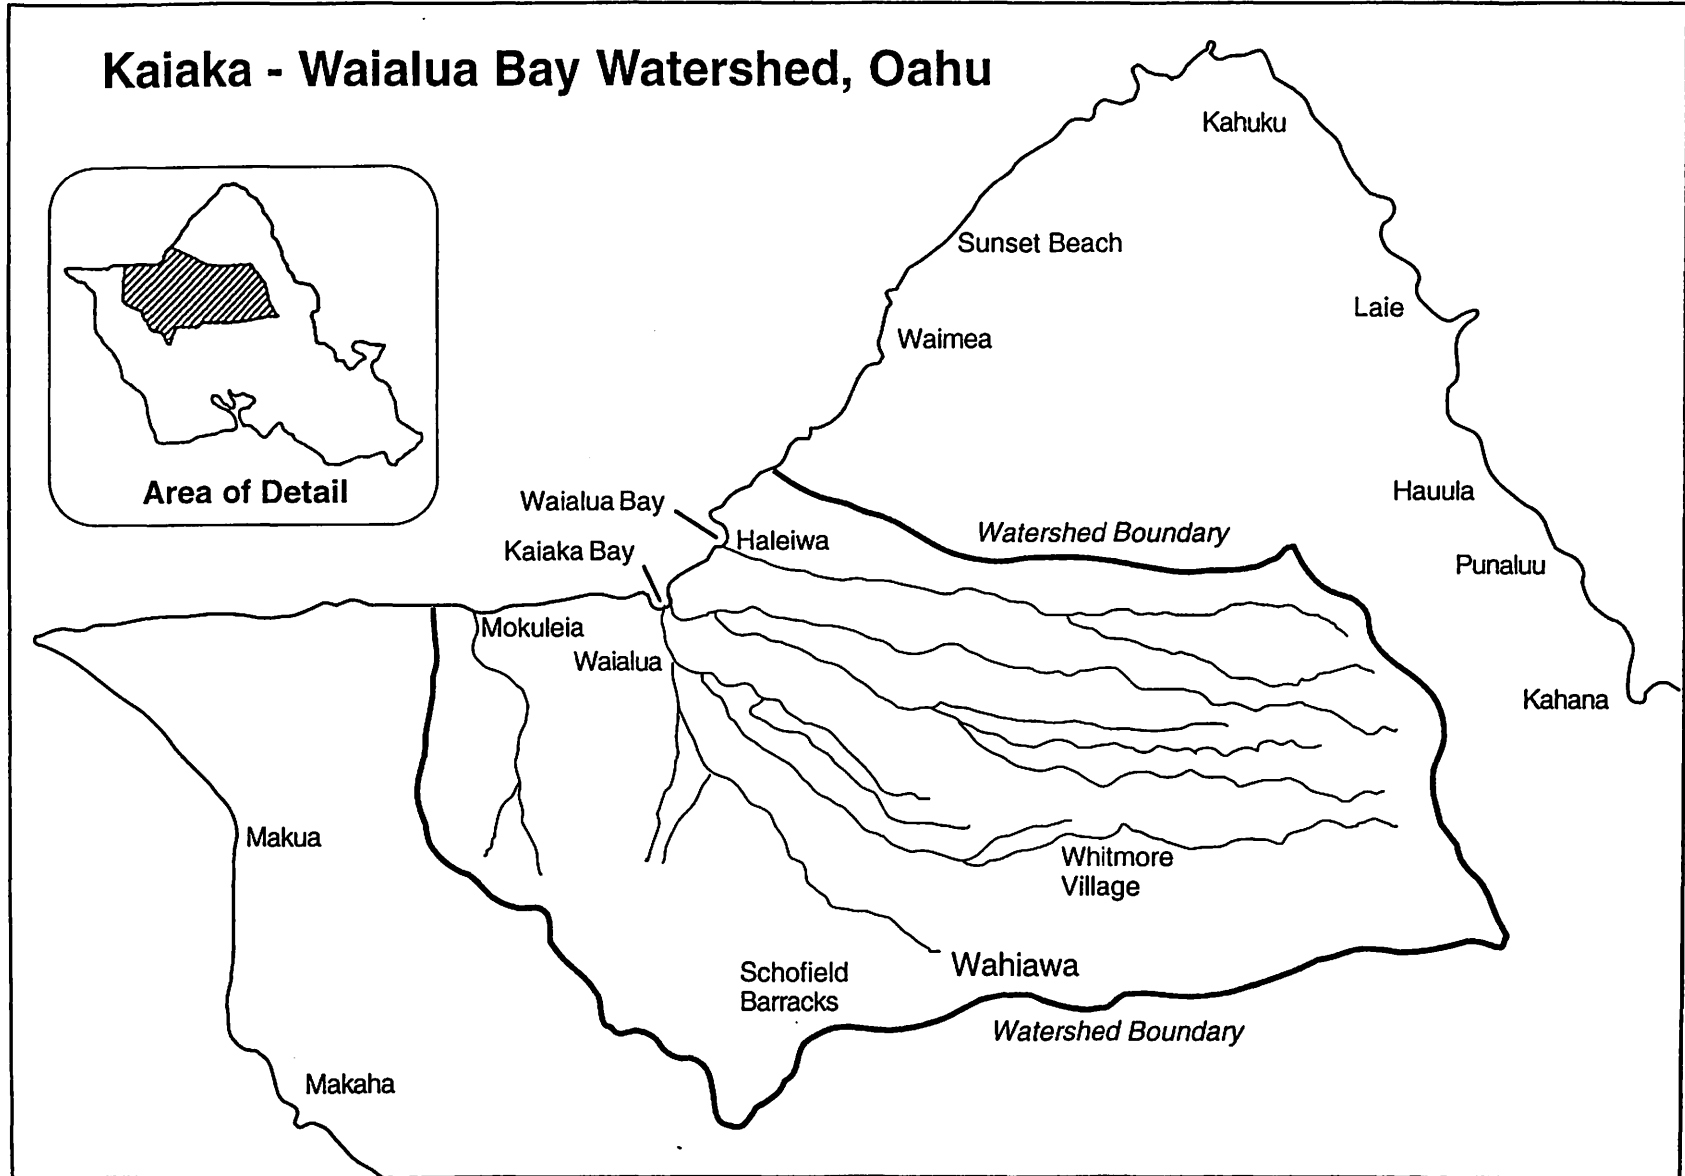 Kaiaka - Waialua Bay Watershed, Oahu
Kahuku
Sunset Beach
Laie
Waimea
Area of Detail
Waialua Bay
Hauula
Kaiaka Bay
Haleiwa
Watershed Boundary
Punaluu
Mokuleia
Waialua
Kahana
Makua
Whitmore
Village
Schofield
Barracks
Wahiawa
Watershed Boundary
Makaha